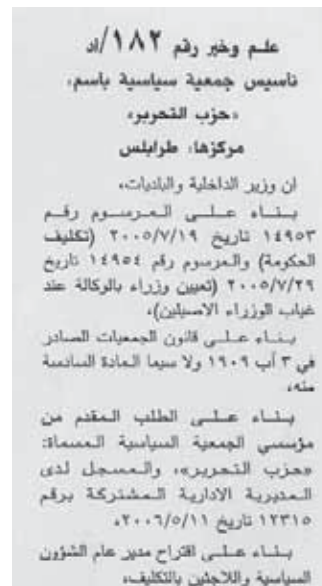 علم وخبر رقم ١٨٢/اد
تأسيس جمعية سياسية باسم:
«حزب التحرير»
مركزها: طرابلس
ان وزير الداخلية والبلديات،
بناء على المرسوم رقم
١٤٩٥٣ تاريخ ٢٠٠٥/٧/١٩ (تكليف
الحكومة) والمرسوم رقم ١٤٩٥٤ تاريخ
٢٠٠٥/٧/٢٩ (تعيين وزراء بالوكالة عند
غياب الوزراء الاصيلين)،
بناء على قانون الجمعيات الصادر
في ٣ آب ١٩٠٩ ولا سيما المادة السادسة
منه،
بناء على الطلب المقدم من
مؤسسي الجمعية السياسية المسماة:
«حزب التحرير»، والمسجل لدى
المديرية الادارية المشتركة برقم
١٢٣١٥ تاريخ ٢٠٠٦/٥/١١،
بناء على اقتراح مدير عام الشؤون
السياسية واللاجئين بالتكليف،